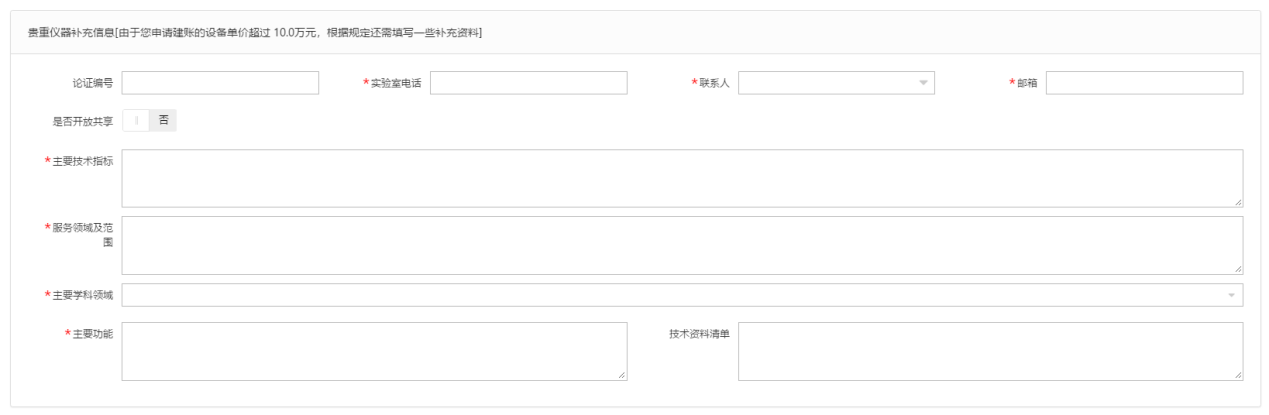 贵重仪器补充信息[由于您申请建账的设备单价超过 10.0万元，根据规定还需填写一些补充资料]
论证编号 *实验室电话 *联系人 *邮箱
是否开放共享 否
*主要技术指标
*服务领域及范
围
*主要学科领域
*主要功能 技术资料清单